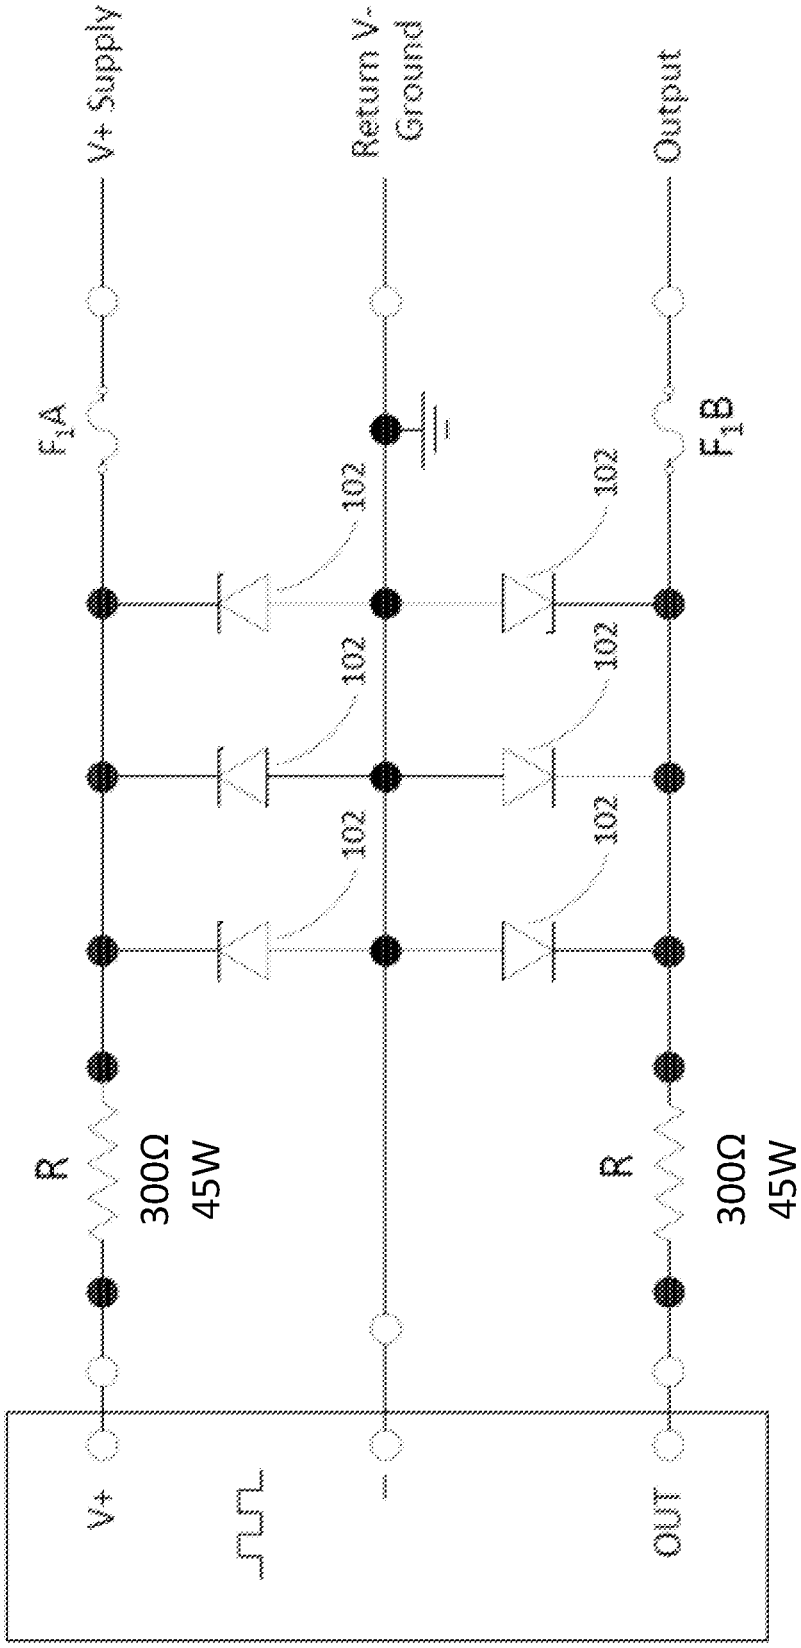 V+
R
300Ω
45W
102
102
102
F₁A
V+ Supply
–
Return V-
Ground
OUT
R
300Ω
45W
102
102
102
F₁B
Output